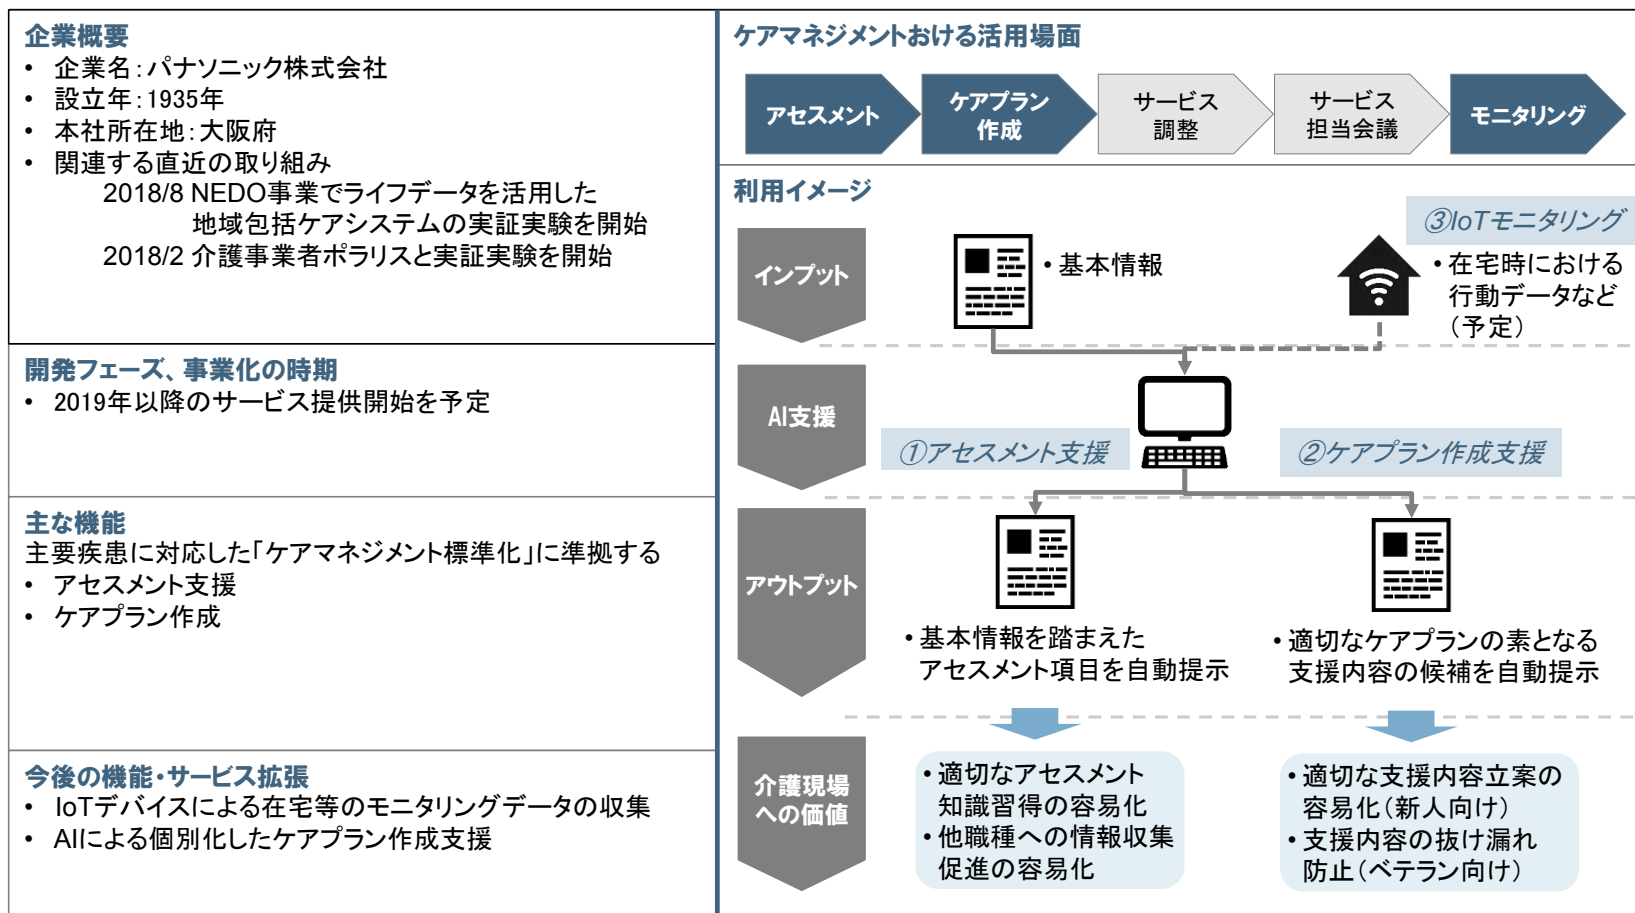 企業概要
• 企業名：パナソニック株式会社
• 設立年：1935年
• 本社所在地：大阪府
• 関連する直近の取り組み
2018/8 NEDO事業でライフデータを活用した
地域包括ケアシステムの実証実験を開始
2018/2 介護事業者ポラリスと実証実験を開始
開発フェーズ、事業化の時期
• 2019年以降のサービス提供開始を予定
主な機能
主要疾患に対応した「ケアマネジメント標準化」に準拠する
• アセスメント支援
• ケアプラン作成
今後の機能・サービス拡張
• IoTデバイスによる在宅等のモニタリングデータの収集
• AIによる個別化したケアプラン作成支援
ケアマネジメントおける活用場面
アセスメント
ケアプラン
作成
サービス
調整
サービス
担当会議
モニタリング
利用イメージ
インプット
• 基本情報
③IoTモニタリング
• 在宅時における
行動データなど
（予定）
AI支援
①アセスメント支援
②ケアプラン作成支援
アウトプット
• 基本情報を踏まえた
アセスメント項目を自動提示
• 適切なケアプランの素となる
支援内容の候補を自動提示
介護現場
への価値
• 適切なアセスメント
知識習得の容易化
• 他職種への情報収集
促進の容易化
• 適切な支援内容立案の
容易化（新人向け）
• 支援内容の抜け漏れ
防止（ベテラン向け）